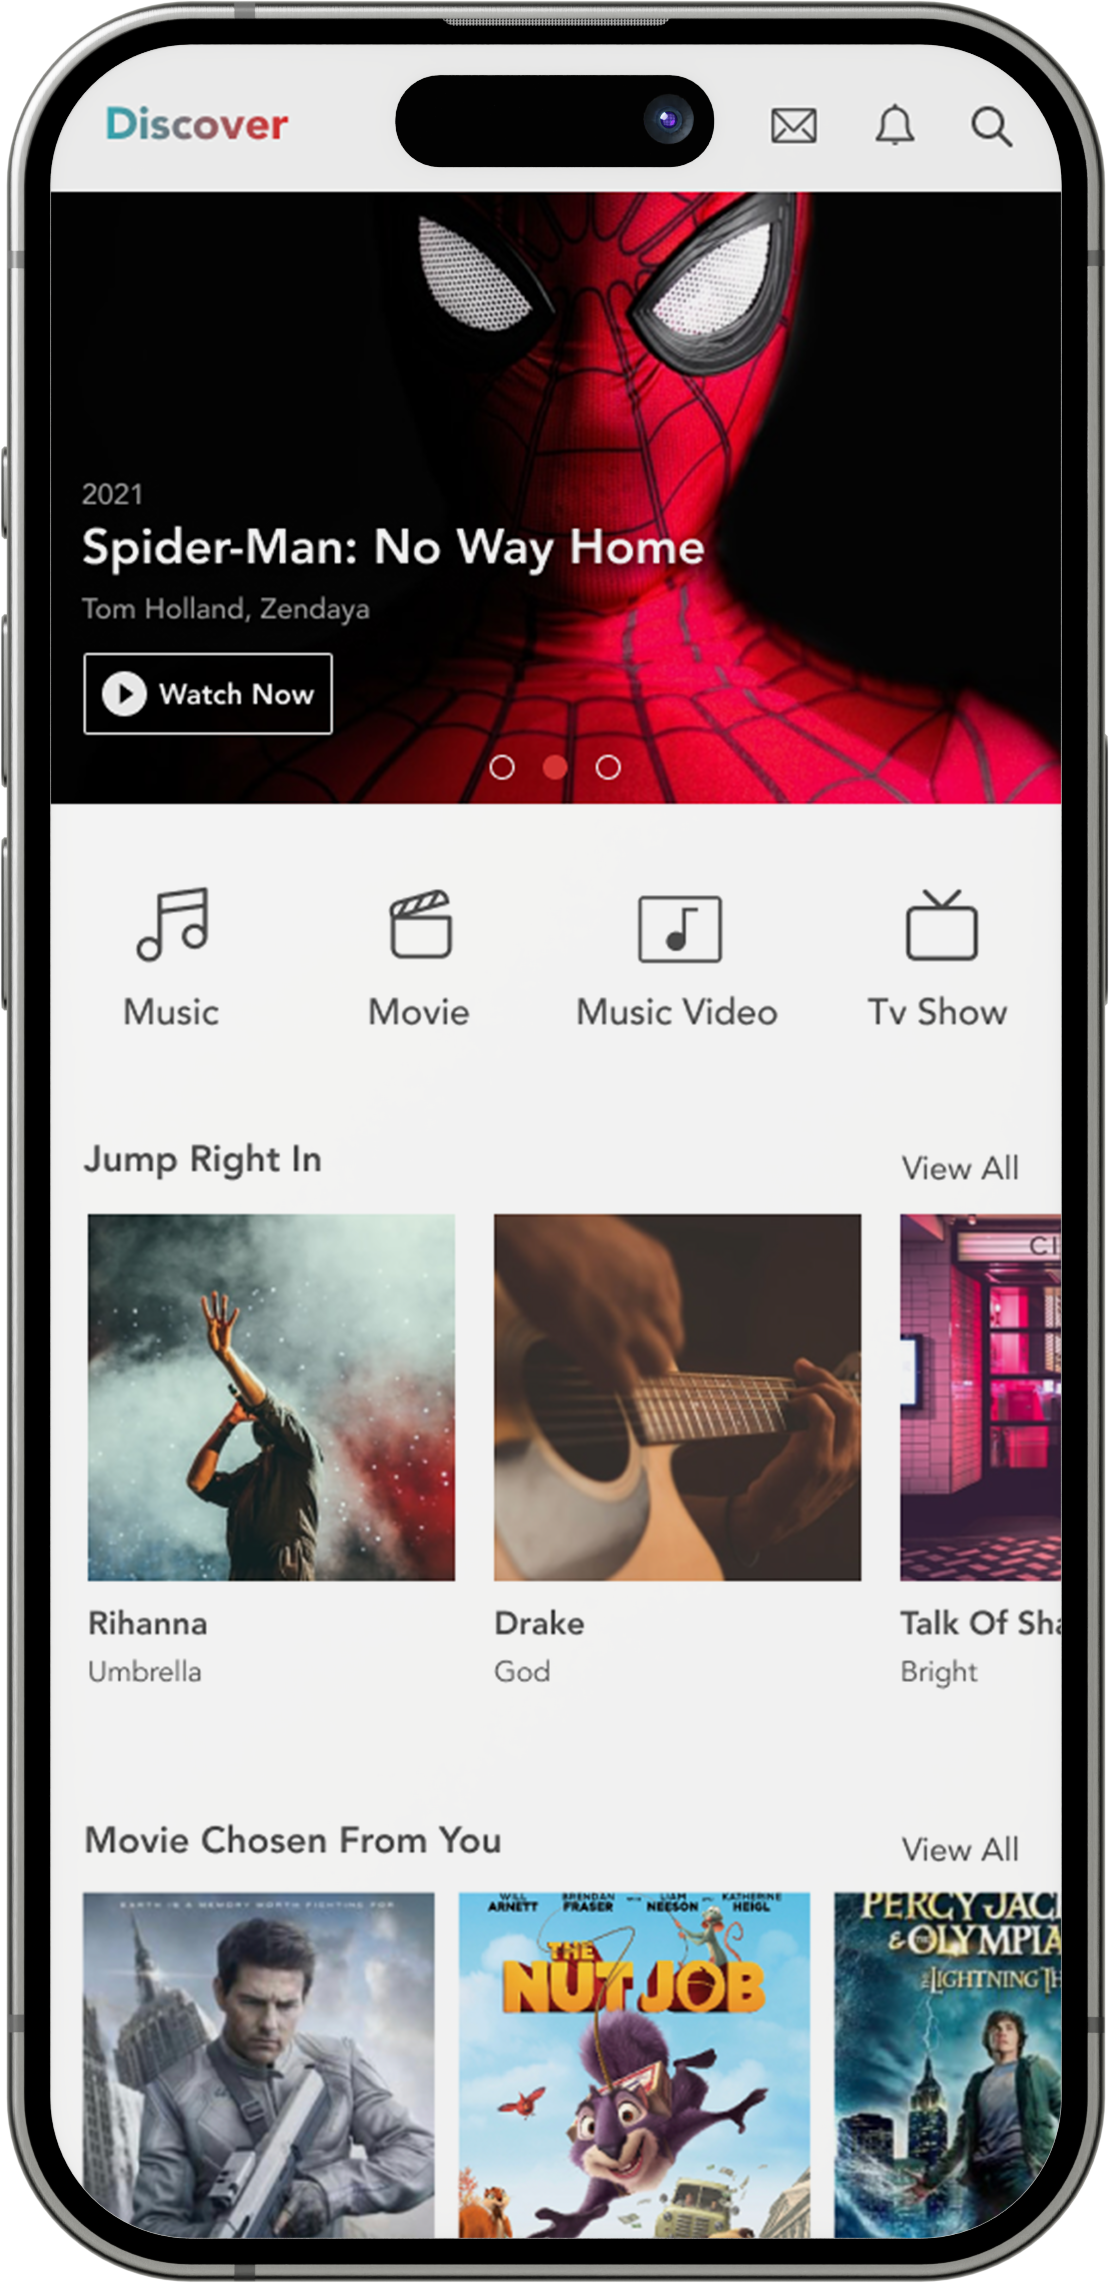 Discover
2021
Spider-Man: No Way Home
Tom Holland, Zendaya
Watch Now
Music
Movie
Music Video
Tv Show
Jump Right In
View All
CI
Rihanna
Umbrella
Drake
God
Talk Of Sha
Bright
Movie Chosen From You
View All
EARTH IS A MEMORY WORTH FIGHTING FOR
WILL ARNETT BRENDAN FRASER LIAM NEESON KATHERINE HEIGL
THE
NUT JOB
PERCY JAC
& OLYMPIA
LIGHTNING TH